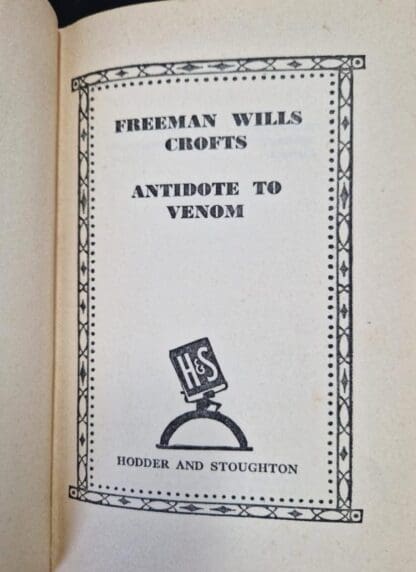 FREEMAN WILLS
CROFTS
ANTIDOTE TO
VENOM
H&S
HODDER AND STOUGHTON